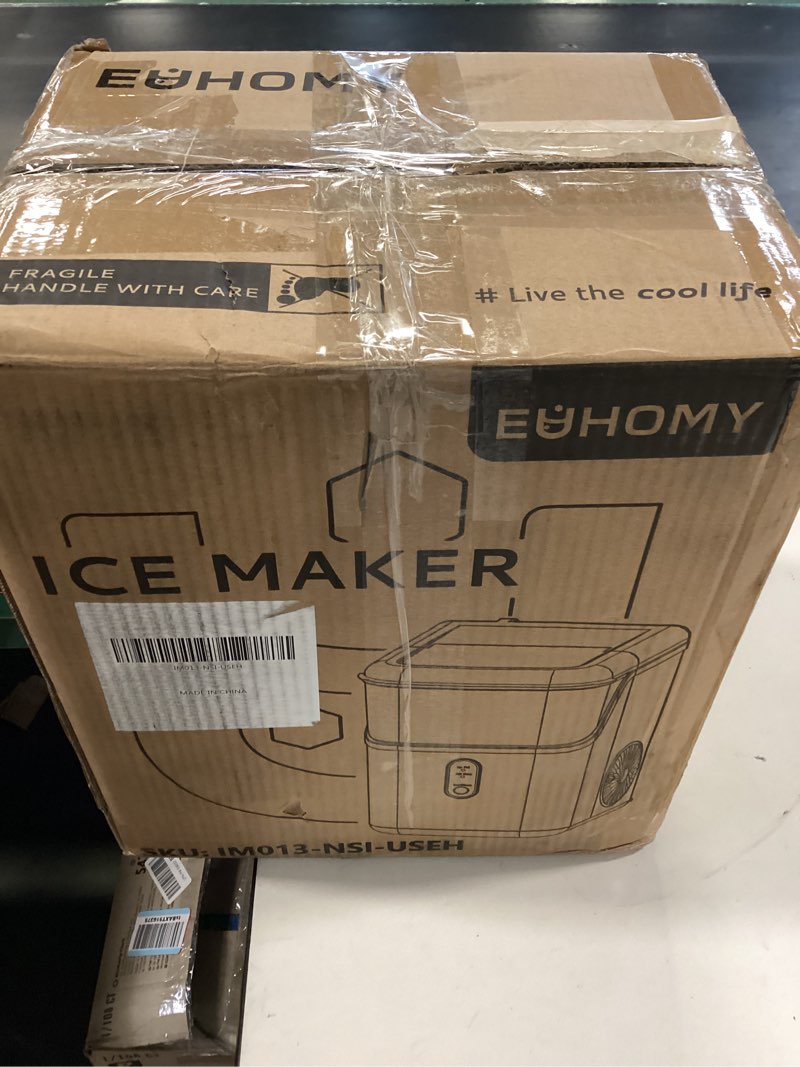 EUHOMY
FRAGILE
HANDLE WITH CARE
# Live the cool life
EUHOMY
ICE MAKER
IM013-NSI-USEH
MADE IN CHINA
SKU: IM013-NSI-USEH